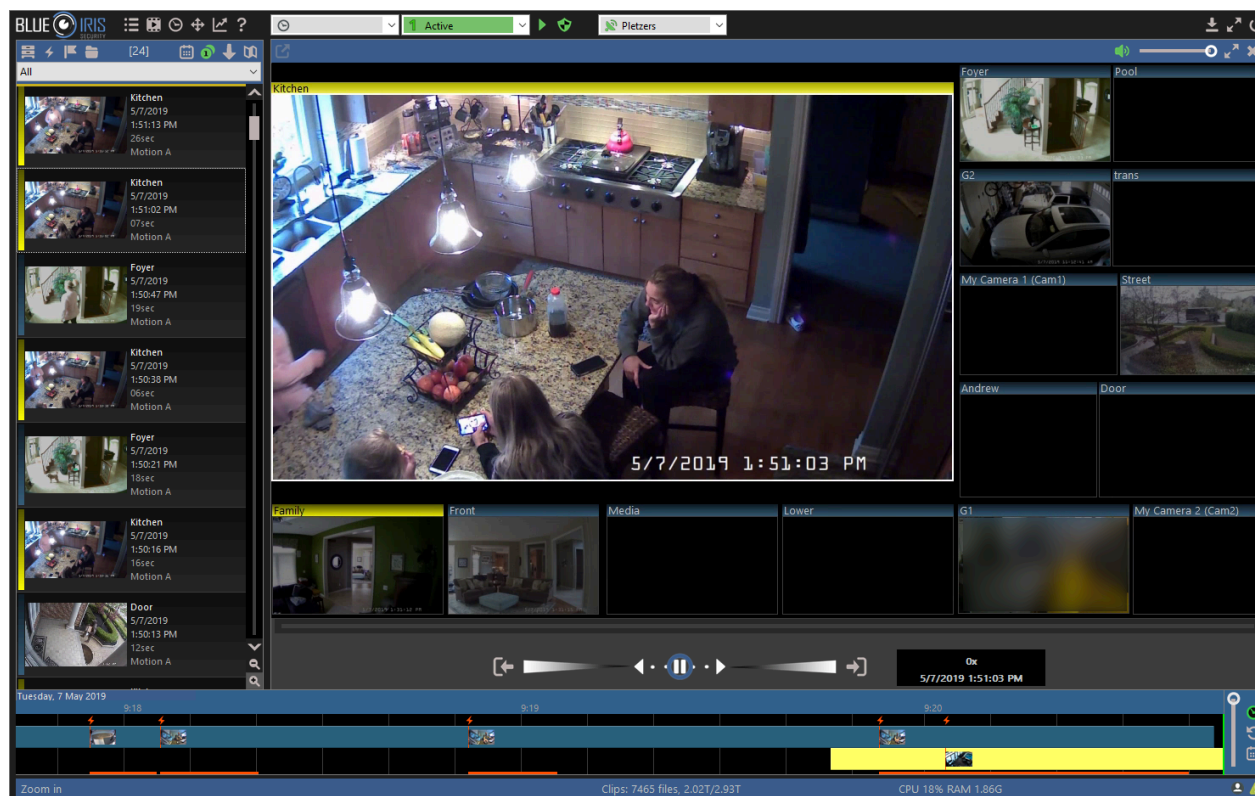 BLUE IRIS
SECURITY
?
Active
Pletzers
[24]
All
Kitchen
5/7/2019
1:51:13 PM
26sec
Motion A
Kitchen
5/7/2019
1:51:02 PM
07sec
Motion A
Foyer
5/7/2019
1:50:47 PM
19sec
Motion A
Kitchen
5/7/2019
1:50:38 PM
06sec
Motion A
Foyer
5/7/2019
1:50:21 PM
18sec
Motion A
Kitchen
5/7/2019
1:50:16 PM
16sec
Motion A
Door
5/7/2019
1:50:13 PM
12sec
Motion A
Kitchen
5/7/2019 1:51:03 PM
Foyer
Pool
G2
trans
My Camera 1 (Cam1)
Street
Andrew
Door
Family
Front
Media
Lower
G1
My Camera 2 (Cam2)
0x
5/7/2019 1:51:03 PM
Tuesday, 7 May 2019
9:18
9:19
9:20
Zoom in
Clips: 7465 files, 2.02T/2.93T
CPU 18% RAM 1.86G